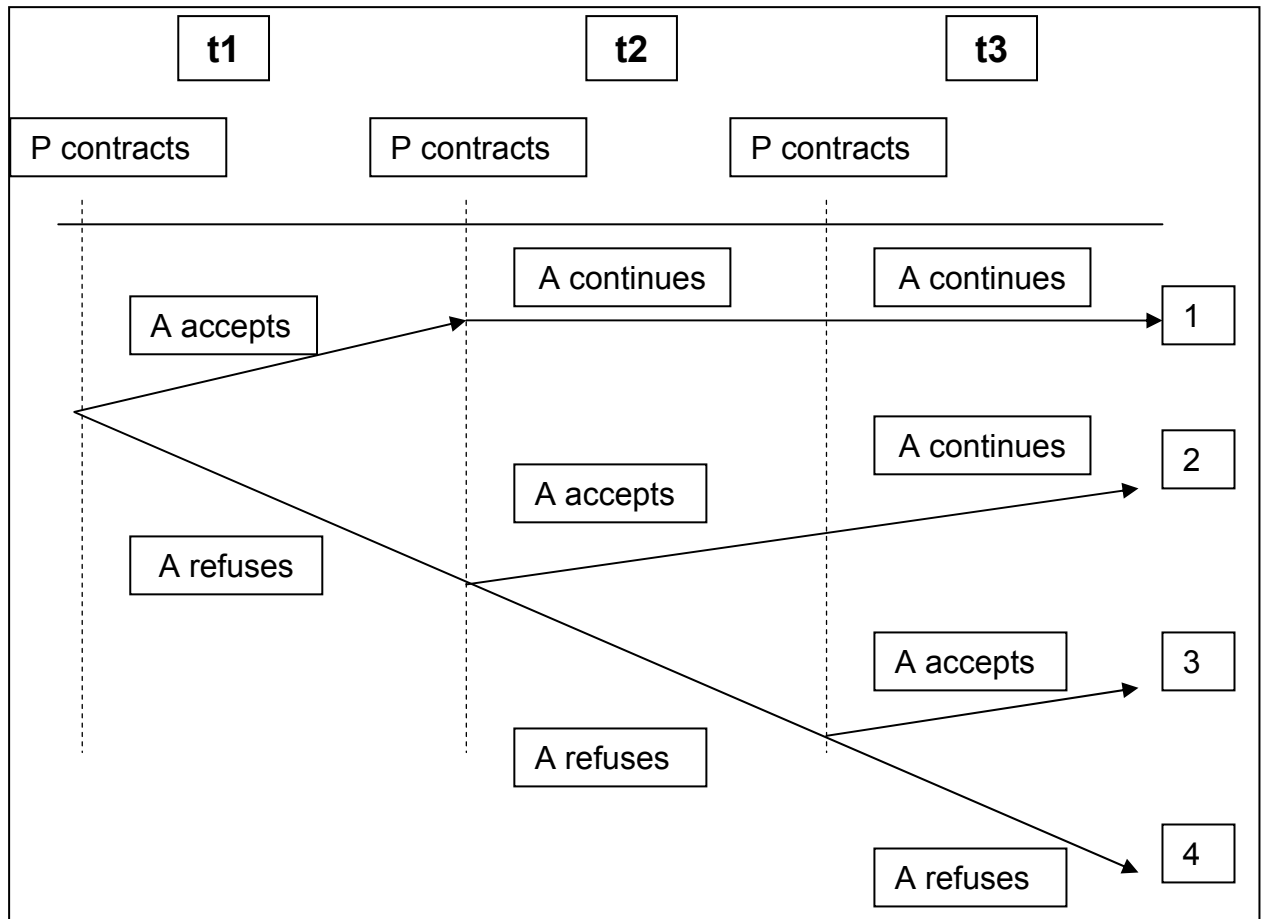 t1 t2 t3
P contracts P contracts P contracts
A continues A continues
1
A accepts
A continues
2
A accepts
A refuses
A accepts
3
A refuses
4
A refuses